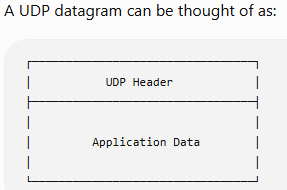 A UDP datagram can be thought of as:
UDP Header
Application Data